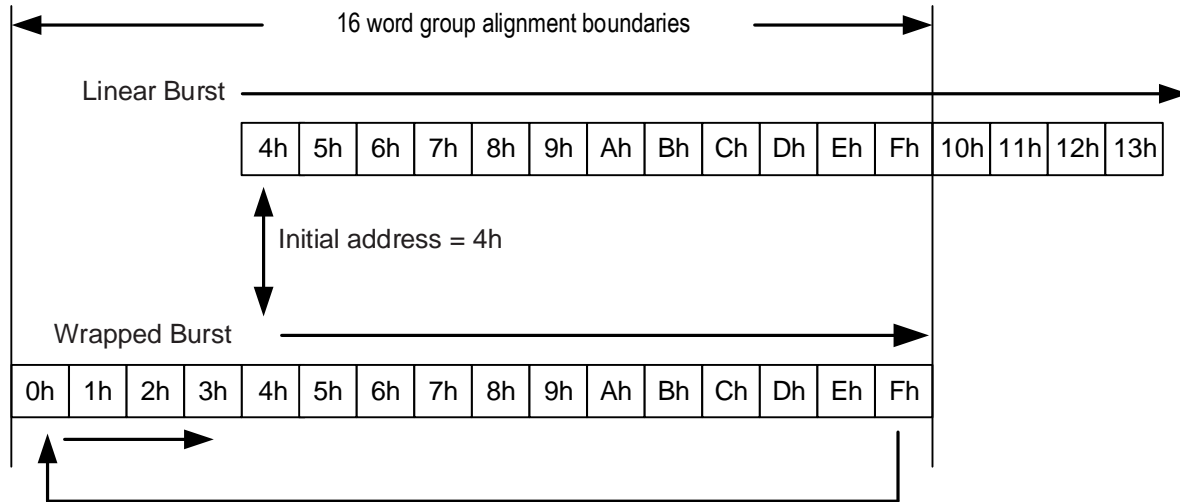 16 word group alignment boundaries
Linear Burst
4h 5h 6h 7h 8h 9h Ah Bh Ch Dh Eh Fh 10h 11h 12h 13h
Initial address = 4h
Wrapped Burst
0h 1h 2h 3h 4h 5h 6h 7h 8h 9h Ah Bh Ch Dh Eh Fh